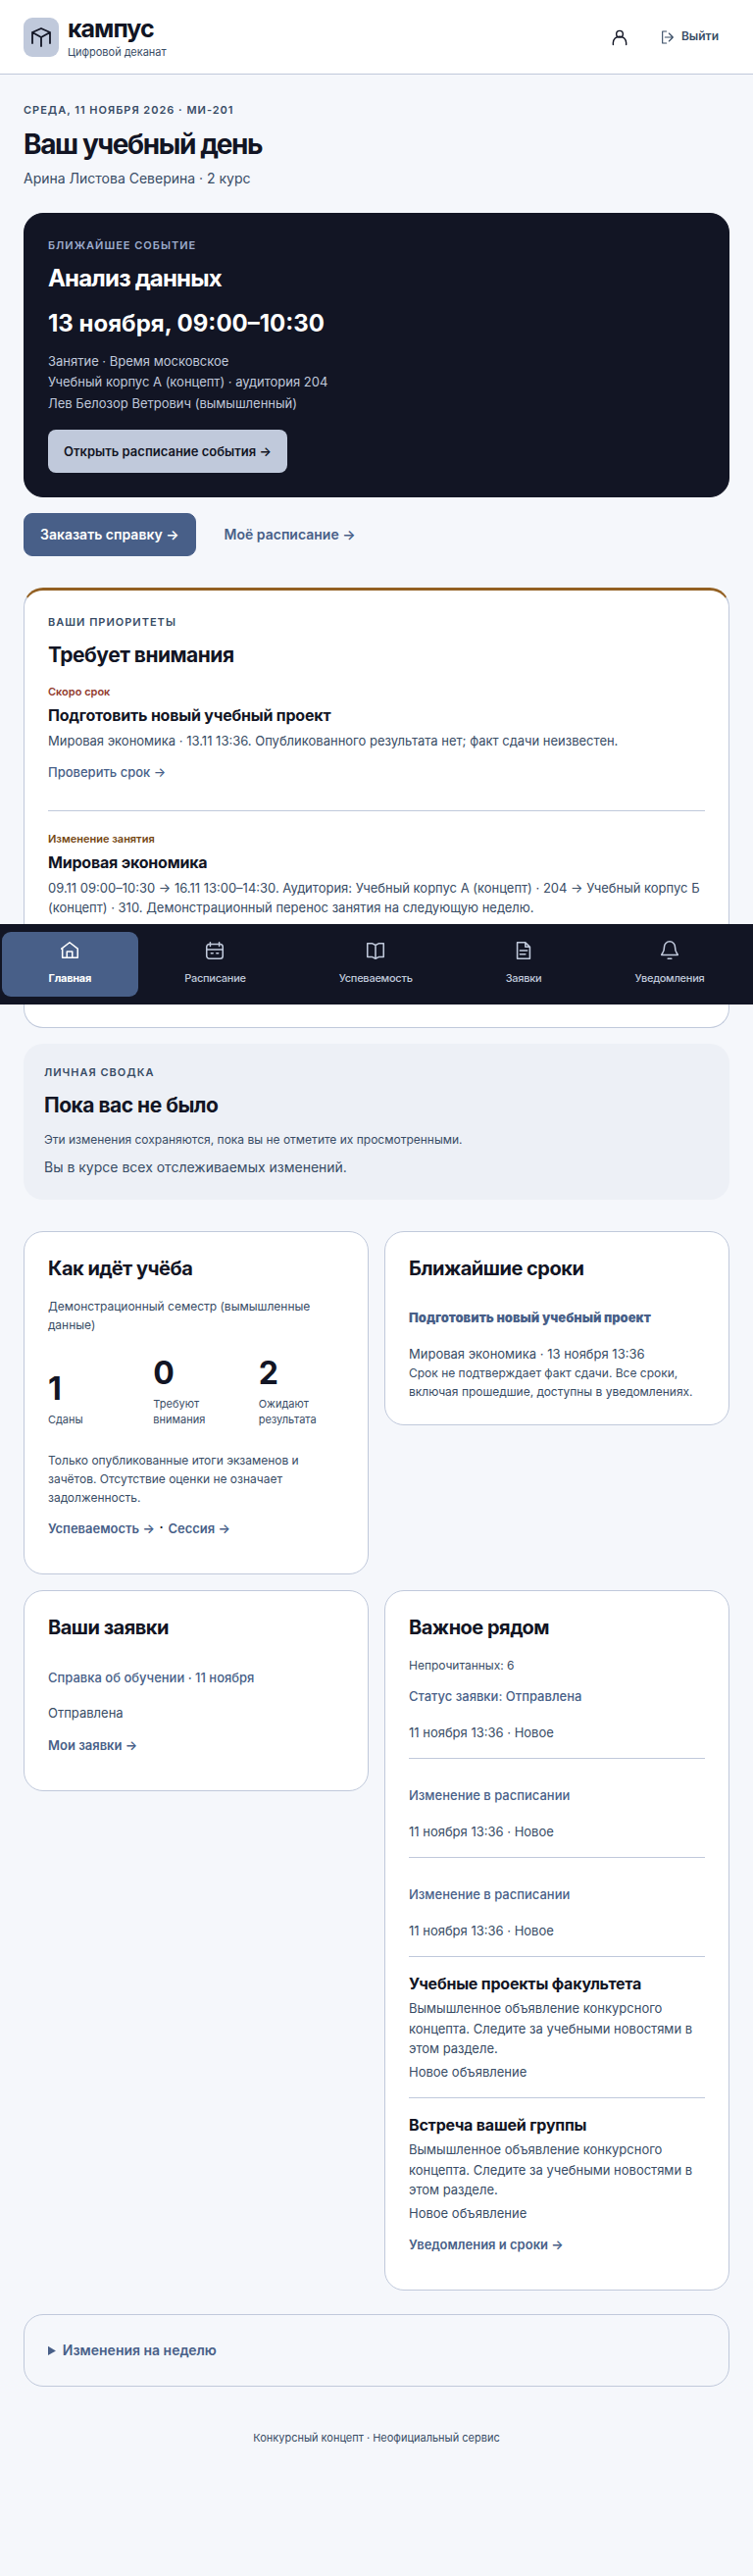 кампус
Цифровой деканат
Выйти
СРЕДА, 11 НОЯБРЯ 2026 · МИ-201
Ваш учебный день
Арина Листова Северина · 2 курс
БЛИЖАЙШЕЕ СОБЫТИЕ
Анализ данных
13 ноября, 09:00–10:30
Занятие · Время московское
Учебный корпус А (концепт) · аудитория 204
Лев Белозор Ветрович (вымышленный)
Открыть расписание события →
Заказать справку →
Моё расписание →
ВАШИ ПРИОРИТЕТЫ
Требует внимания
Скоро срок
Подготовить новый учебный проект
Мировая экономика · 13.11 13:36. Опубликованного результата нет; факт сдачи неизвестен.
Проверить срок →
Изменение занятия
Мировая экономика
09.11 09:00–10:30 → 16.11 13:00–14:30. Аудитория: Учебный корпус А (концепт) · 204 → Учебный корпус Б
(концепт) · 310. Демонстрационный перенос занятия на следующую неделю.
Главная
Расписание
Успеваемость
Заявки
Уведомления
ЛИЧНАЯ СВОДКА
Пока вас не было
Эти изменения сохраняются, пока вы не отметите их просмотренными.
Вы в курсе всех отслеживаемых изменений.
Как идёт учёба
Демонстрационный семестр (вымышленные
данные)
1
Сданы
0
Требуют
внимания
2
Ожидают
результата
Только опубликованные итоги экзаменов и
зачётов. Отсутствие оценки не означает
задолженность.
Успеваемость → · Сессия →
Ближайшие сроки
Подготовить новый учебный проект
Мировая экономика · 13 ноября 13:36
Срок не подтверждает факт сдачи. Все сроки,
включая прошедшие, доступны в уведомлениях.
Ваши заявки
Справка об обучении · 11 ноября
Отправлена
Мои заявки →
Важное рядом
Непрочитанных: 6
Статус заявки: Отправлена
11 ноября 13:36 · Новое
Изменение в расписании
11 ноября 13:36 · Новое
Изменение в расписании
11 ноября 13:36 · Новое
Учебные проекты факультета
Вымышленное объявление конкурсного
концепта. Следите за учебными новостями в
этом разделе.
Новое объявление
Встреча вашей группы
Вымышленное объявление конкурсного
концепта. Следите за учебными новостями в
этом разделе.
Новое объявление
Уведомления и сроки →
Изменения на неделю
Конкурсный концепт · Неофициальный сервис